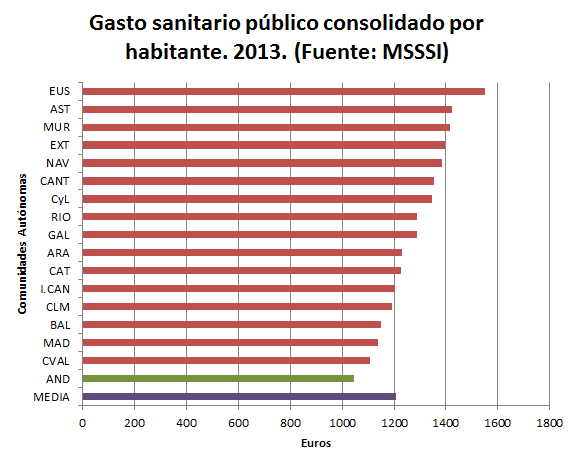 Gasto sanitario público consolidado por
habitante. 2013. (Fuente: MSSSI)
Comunidades Autónomas
EUS
AST
MUR
EXT
NAV
CANT
CyL
RIO
GAL
ARA
CAT
I.CAN
CLM
BAL
MAD
CVAL
AND
MEDIA
0 200 400 600 800 1000 1200 1400 1600 1800
Euros